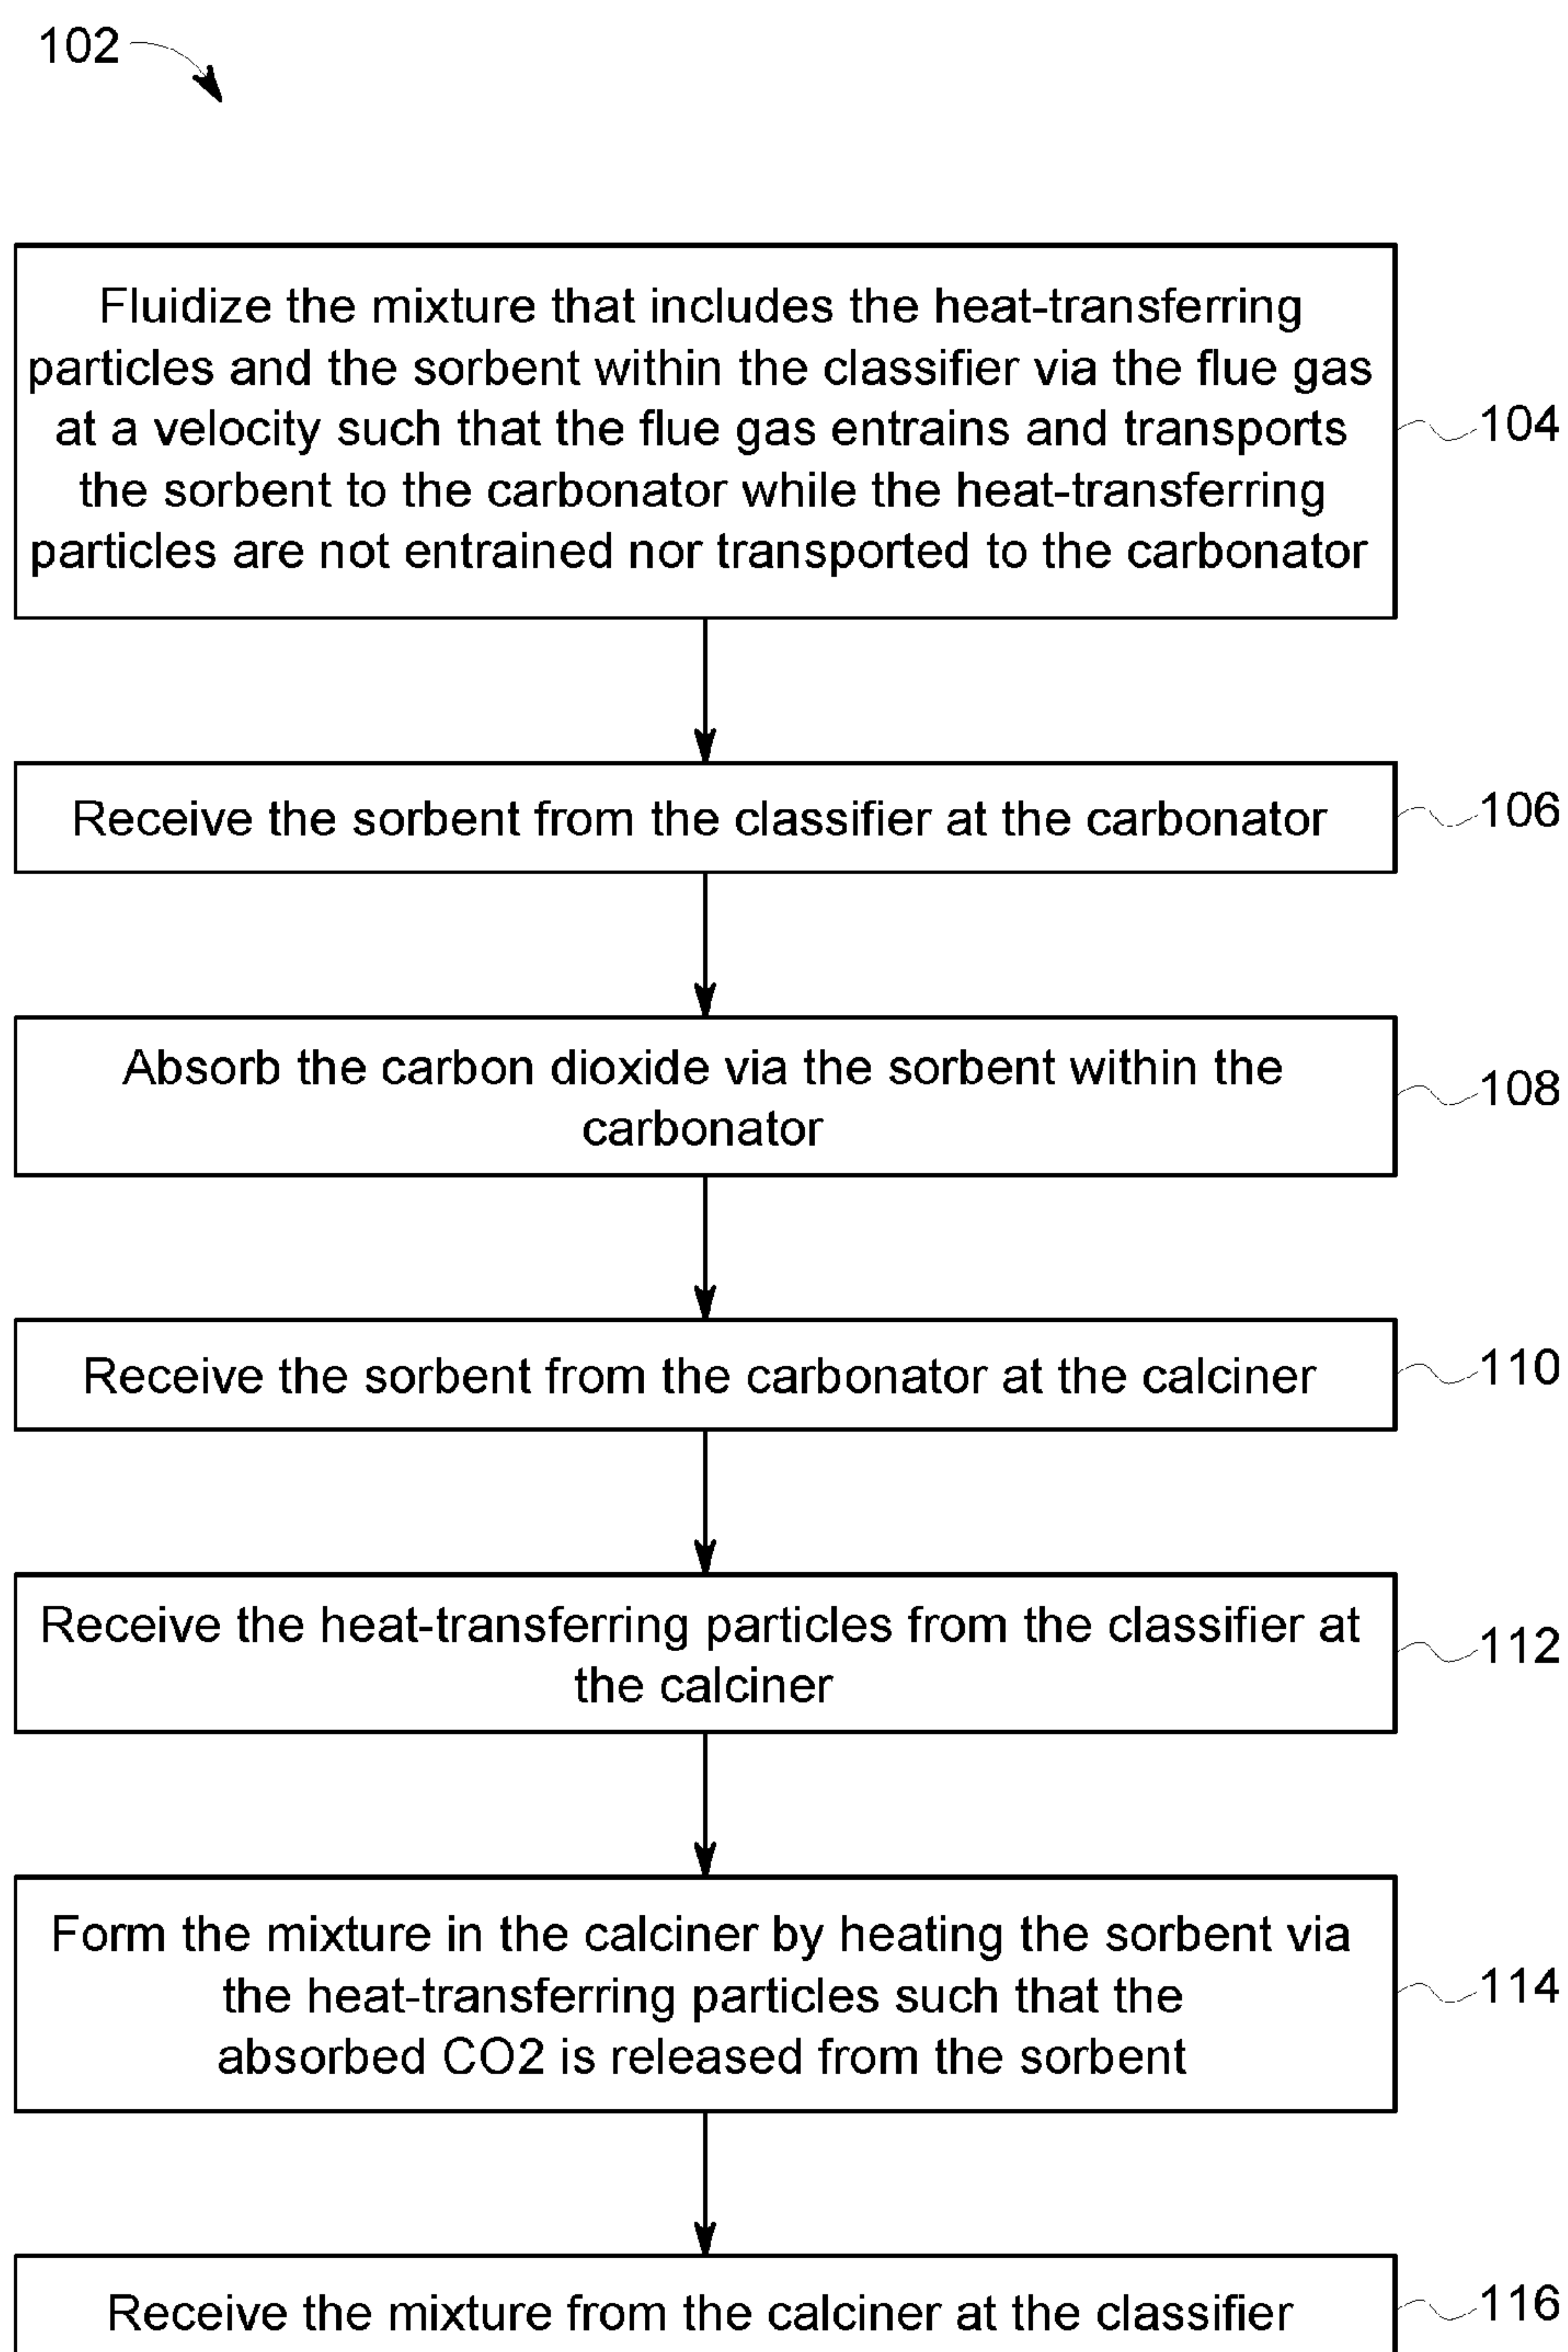 102
Fluidize the mixture that includes the heat-transferring
particles and the sorbent within the classifier via the flue gas
at a velocity such that the flue gas entrains and transports
the sorbent to the carbonator while the heat-transferring
particles are not entrained nor transported to the carbonator
104
Receive the sorbent from the classifier at the carbonator
106
Absorb the carbon dioxide via the sorbent within the
carbonator
108
Receive the sorbent from the carbonator at the calciner
110
Receive the heat-transferring particles from the classifier at
the calciner
112
Form the mixture in the calciner by heating the sorbent via
the heat-transferring particles such that the
absorbed CO2 is released from the sorbent
114
Receive the mixture from the calciner at the classifier
116